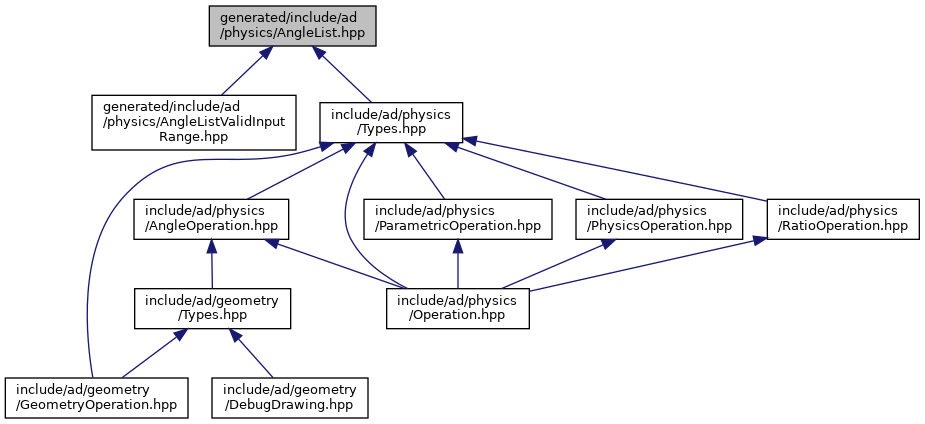 generated/include/ad
/physics/AngleList.hpp
generated/include/ad
/physics/AngleListValidInput
Range.hpp
include/ad/physics
/Types.hpp
include/ad/physics
/AngleOperation.hpp
include/ad/physics
/ParametricOperation.hpp
include/ad/physics
/PhysicsOperation.hpp
include/ad/physics
/RatioOperation.hpp
include/ad/geometry
/Types.hpp
include/ad/physics
/Operation.hpp
include/ad/geometry
/GeometryOperation.hpp
include/ad/geometry
/DebugDrawing.hpp